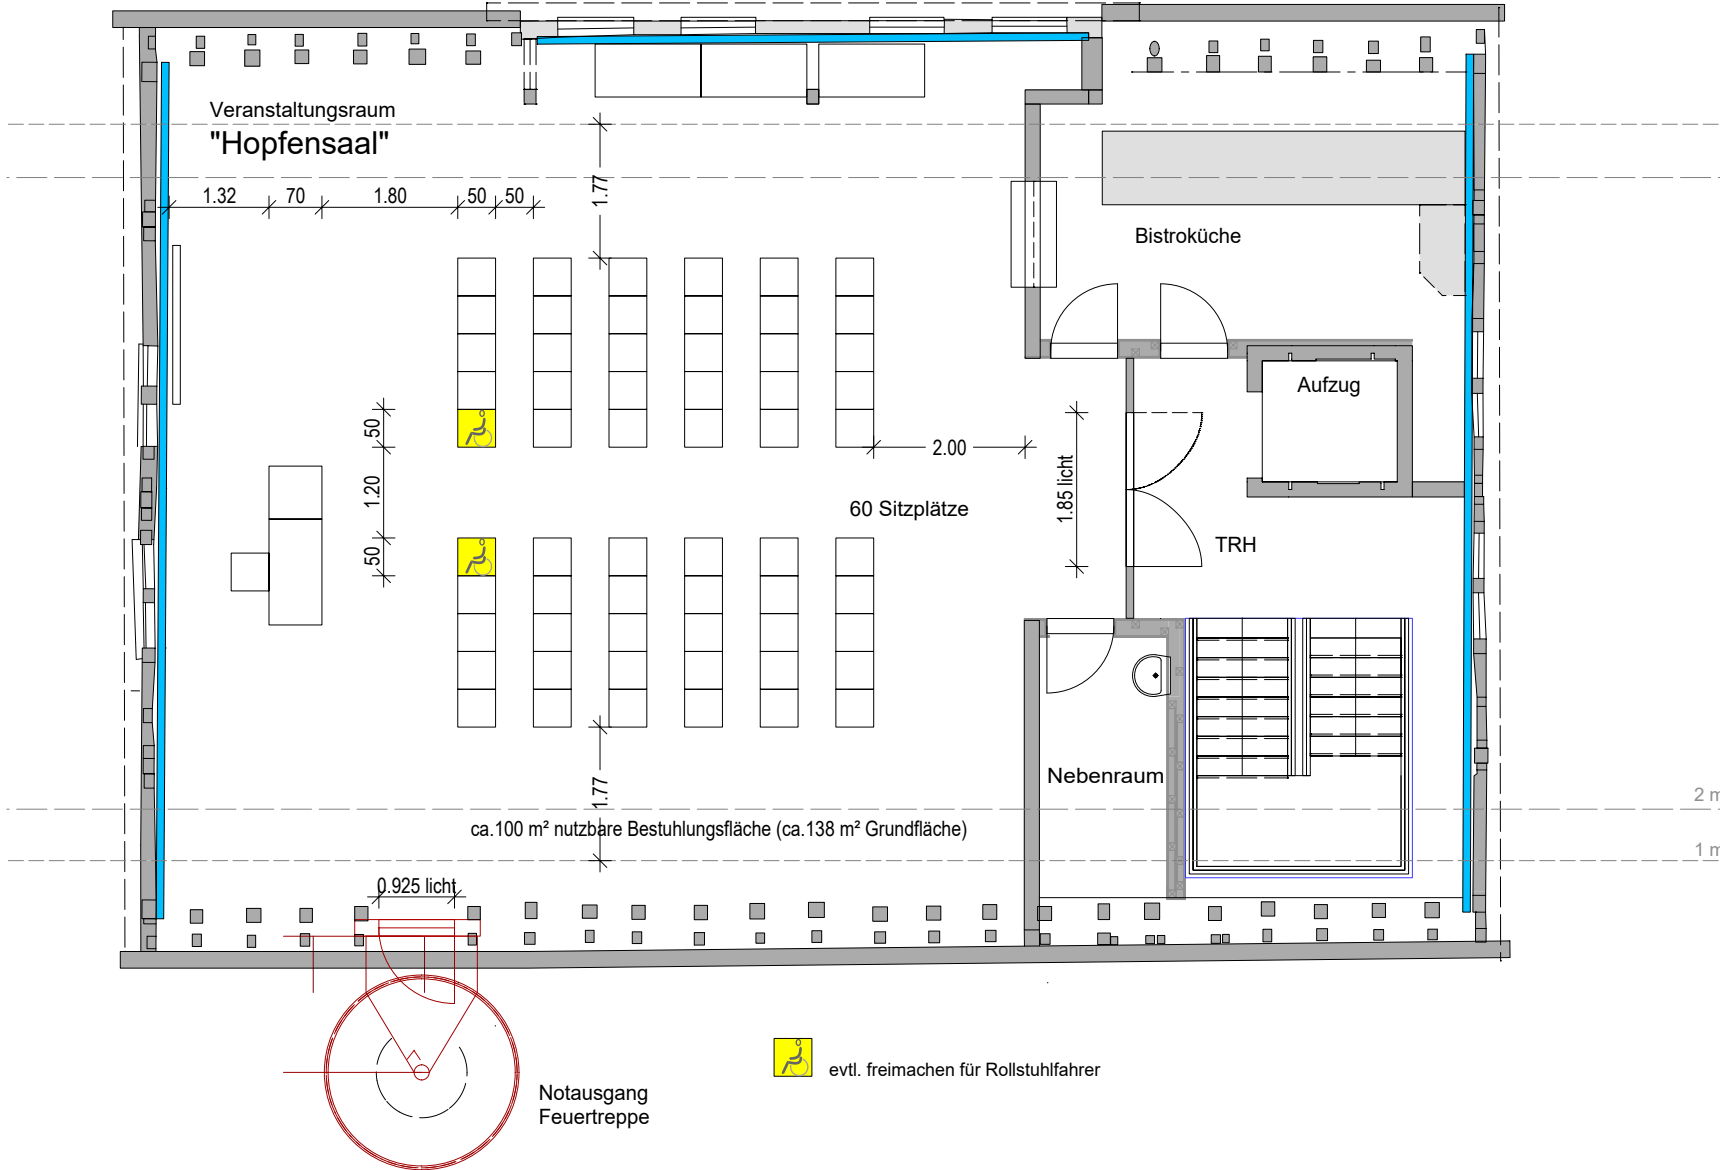 Veranstaltungsraum
"Hopfensaal"
1.32
70
1.80
50
50
1.77
Bistroküche
Aufzug
50
1.20
50
2.00
1.85 licht
60 Sitzplätze
TRH
Nebenraum
1.77
2 m
1 m
ca.100 m² nutzbare Bestuhlungsfläche (ca.138 m² Grundfläche)
0.925 licht
evtl. freimachen für Rollstuhlfahrer
Notausgang
Feuertreppe